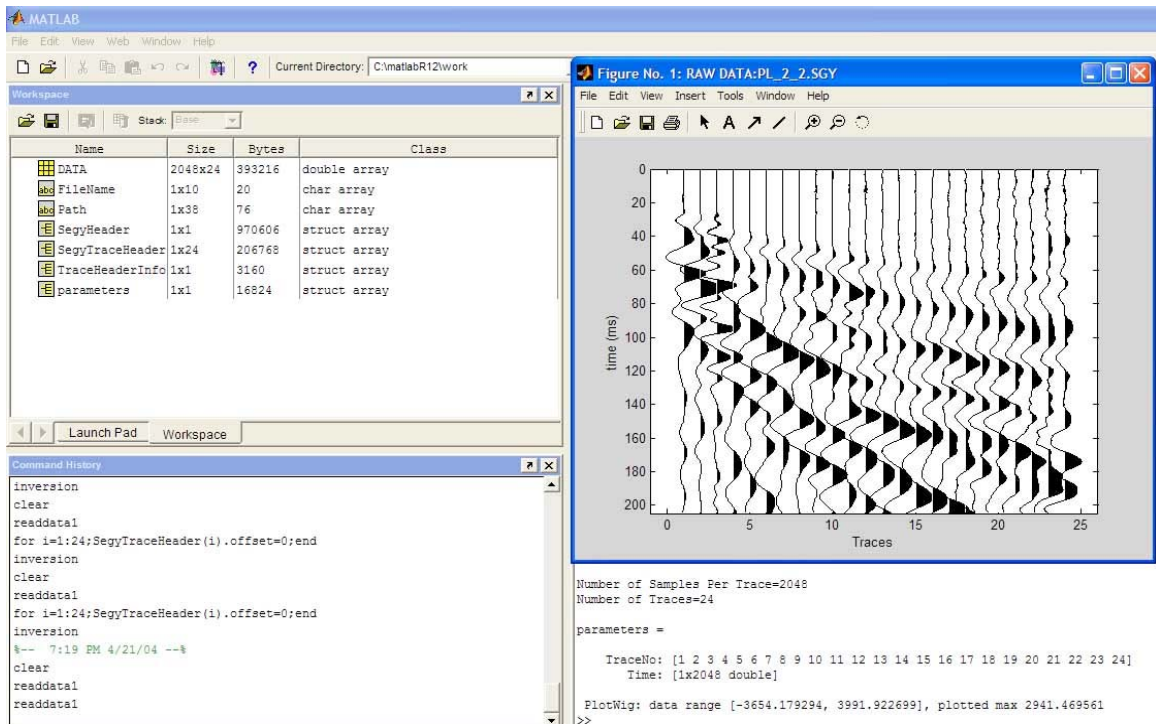 MATLAB
File Edit View Web Window Help
? Current Directory: C:\matlabR12\work
Workspace
Stack: Base
Name Size Bytes Class
DATA 2048x24 393216 double array
abc FileName 1x10 20 char array
abc Path 1x38 76 char array
SegyHeader 1x1 970606 struct array
SegyTraceHeader 1x24 206768 struct array
TraceHeaderInfo 1x1 3160 struct array
parameters 1x1 16824 struct array
Launch Pad Workspace
Command History
inversion
clear
readdata1
for i=1:24;SegyTraceHeader(i).offset=0;end
inversion
clear
readdata1
for i=1:24;SegyTraceHeader(i).offset=0;end
inversion
%-- 7:19 PM 4/21/04 --%
clear
readdata1
readdata1
Figure No. 1: RAW DATA:PL_2_2.SGY
File Edit View Insert Tools Window Help
A
0
20
40
60
80
100
120
140
160
180
200
time (ms)
0 5 10 15 20 25
Traces
Number of Samples Per Trace=2048
Number of Traces=24
parameters =
TraceNo: [1 2 3 4 5 6 7 8 9 10 11 12 13 14 15 16 17 18 19 20 21 22 23 24]
Time: [1x2048 double]
PlotWig: data range [-3654.179294, 3991.922699], plotted max 2941.469561
>>